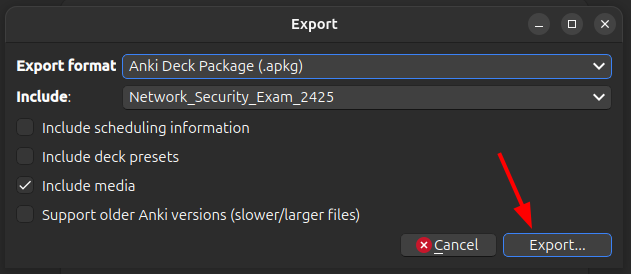 Export
Export format Anki Deck Package (.apkg)
Include: Network_Security_Exam_2425
Include scheduling information
Include deck presets
Include media
Support older Anki versions (slower/larger files)
Cancel Export...